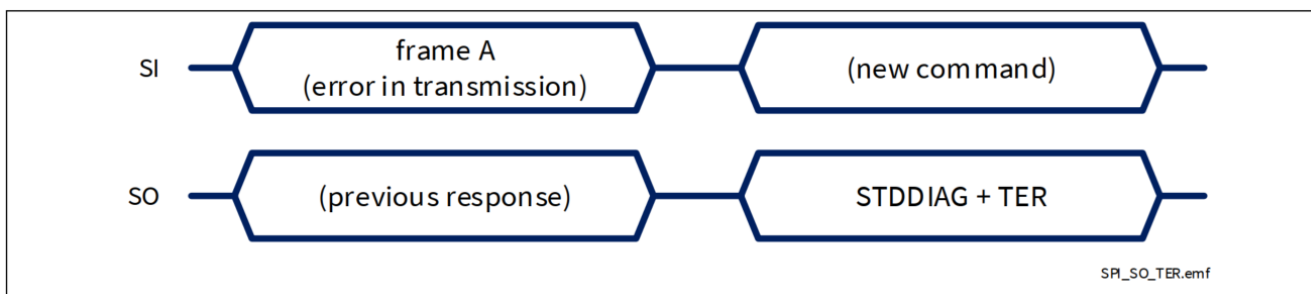 SI
frame A
(error in transmission)
(new command)
SO
(previous response)
STDDIAG + TER
SPI_SO_TER.emf